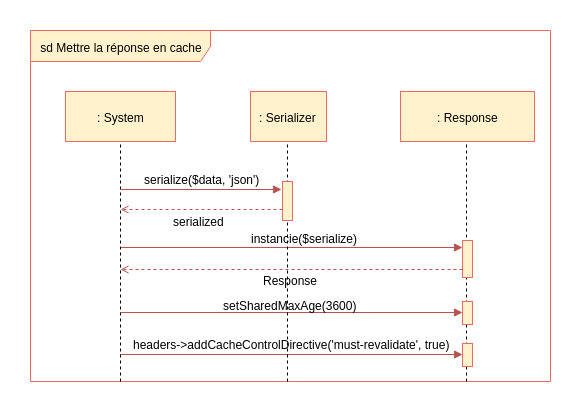 sd Mettre la réponse en cache
: System
: Serializer
: Response
serialize($data, 'json')
serialized
instancie($serialize)
Response
setSharedMaxAge(3600)
headers->addCacheControlDirective('must-revalidate', true)